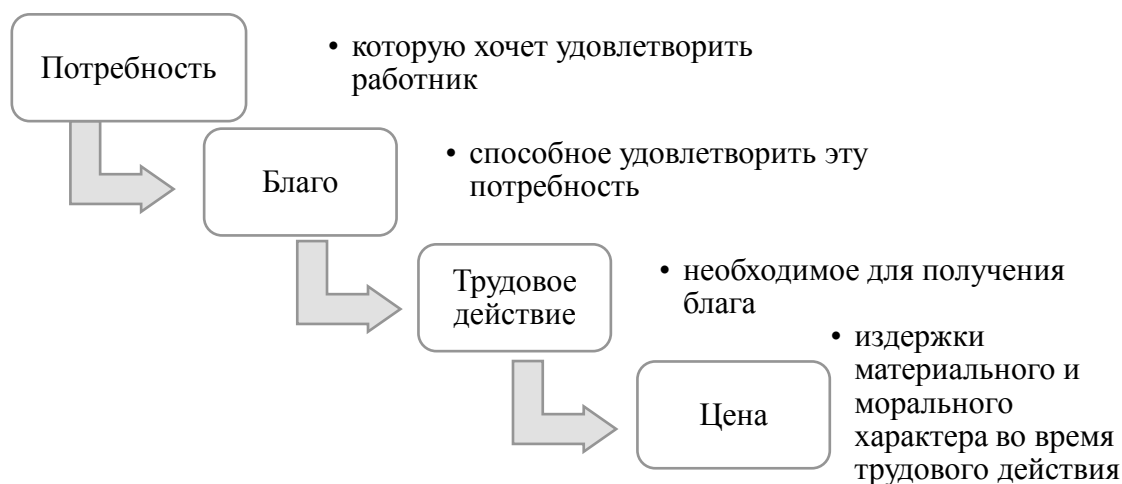 Потребность
• которую хочет удовлетворить
работник
Благо
• способное удовлетворить эту
потребность
Трудовое
действие
• необходимое для получения
блага
Цена
• издержки
материального и
морального
характера во время
трудового действия